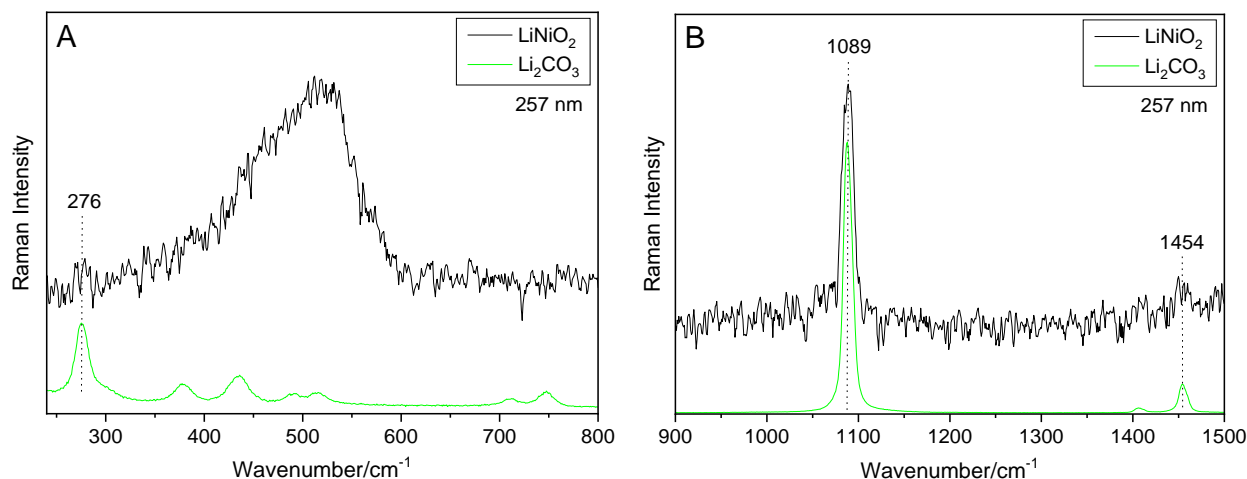 A
LiNiO₂
Li₂CO₃
257 nm
276
Raman Intensity
300 400 500 600 700 800
Wavenumber/cm⁻¹
B
LiNiO₂
Li₂CO₃
257 nm
1089
1454
Raman Intensity
900 1000 1100 1200 1300 1400 1500
Wavenumber/cm⁻¹